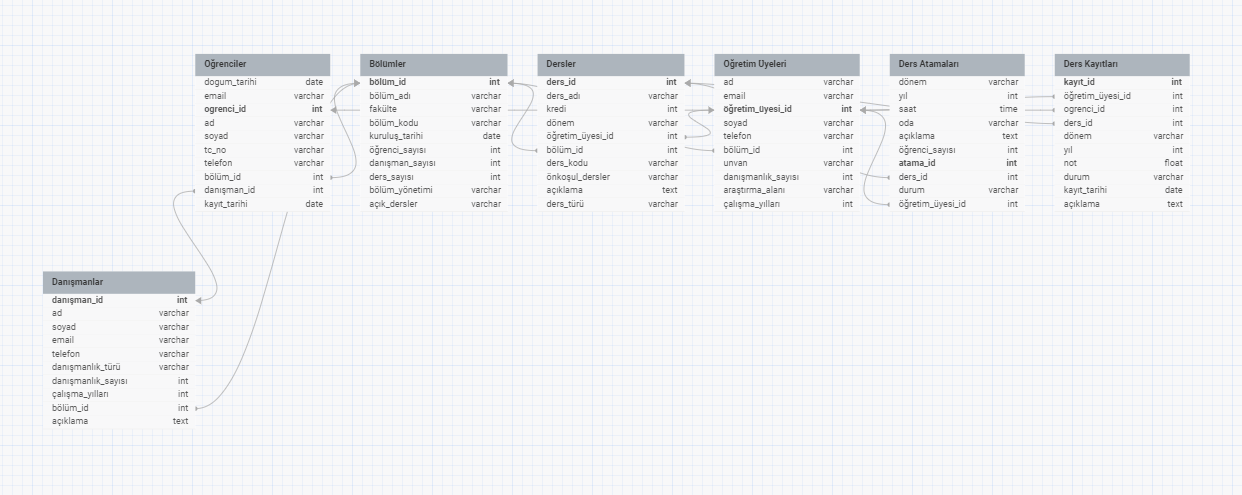 Öğrenciler
dogum_tarihi date
email varchar
ogrenci_id int
ad varchar
soyad varchar
tc_no varchar
telefon varchar
bölüm_id int
danışman_id int
kayıt_tarihi date
Bölümler
bölüm_id int
bölüm_adı varchar
fakülte varchar
bölüm_kodu varchar
kuruluş_tarihi date
öğrenci_sayısı int
danışman_sayısı int
ders_sayısı int
bölüm_yönetimi varchar
açık_dersler varchar
Dersler
ders_id int
ders_adı varchar
kredi int
dönem varchar
öğretim_üyesi_id int
bölüm_id int
ders_kodu varchar
önkoşul_dersler varchar
açıklama text
ders_türü varchar
Öğretim Üyeleri
ad varchar
email varchar
öğretim_üyesi_id int
soyad varchar
telefon varchar
bölüm_id int
unvan varchar
danışmanlık_sayısı int
araştırma_alanı varchar
çalışma_yılları int
Ders Atamaları
dönem varchar
yıl int
saat time
oda varchar
açıklama text
öğrenci_sayısı int
atama_id int
ders_id int
durum varchar
öğretim_üyesi_id int
Ders Kayıtları
kayıt_id int
öğretim_üyesi_id int
ogrenci_id int
ders_id int
dönem varchar
yıl int
not float
durum varchar
kayıt_tarihi date
açıklama text
Danışmanlar
danışman_id int
ad varchar
soyad varchar
email varchar
telefon varchar
danışmanlık_türü varchar
danışmanlık_sayısı int
çalışma_yılları int
bölüm_id int
açıklama text